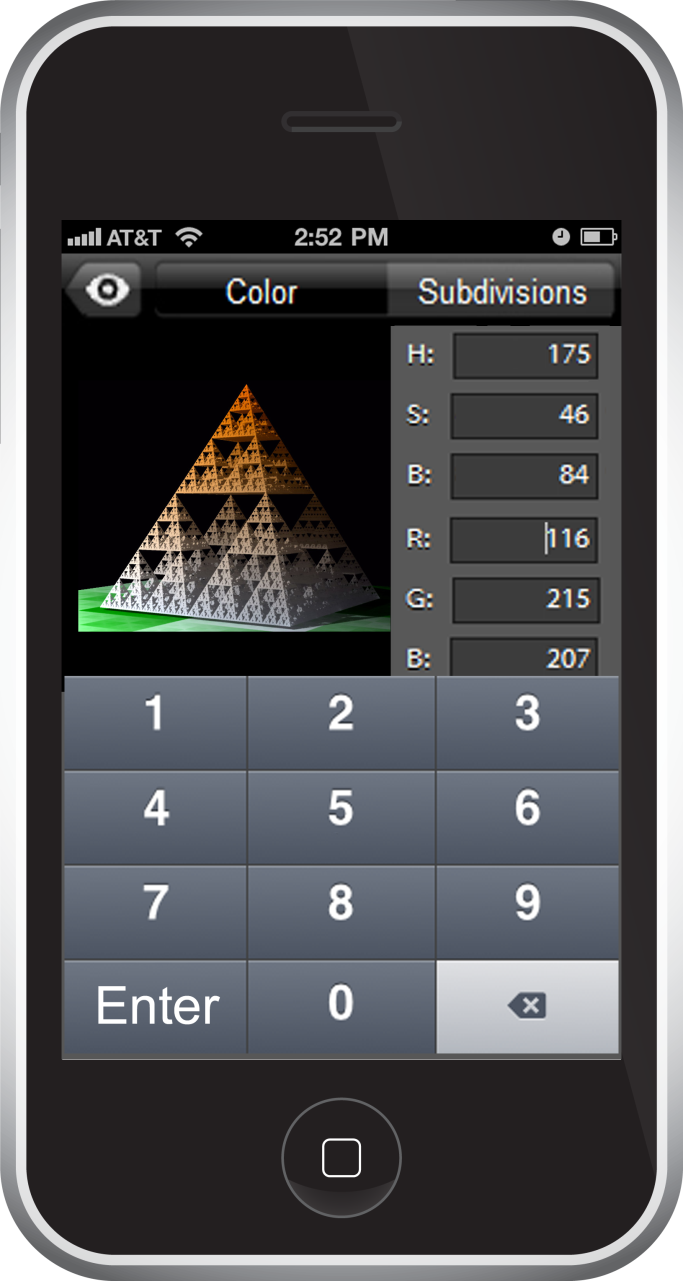 AT&T 2:52 PM
Color Subdivisions
H: 175
S: 46
B: 84
R: 116
G: 215
B: 207
1 2 3
4 5 6
7 8 9
Enter 0